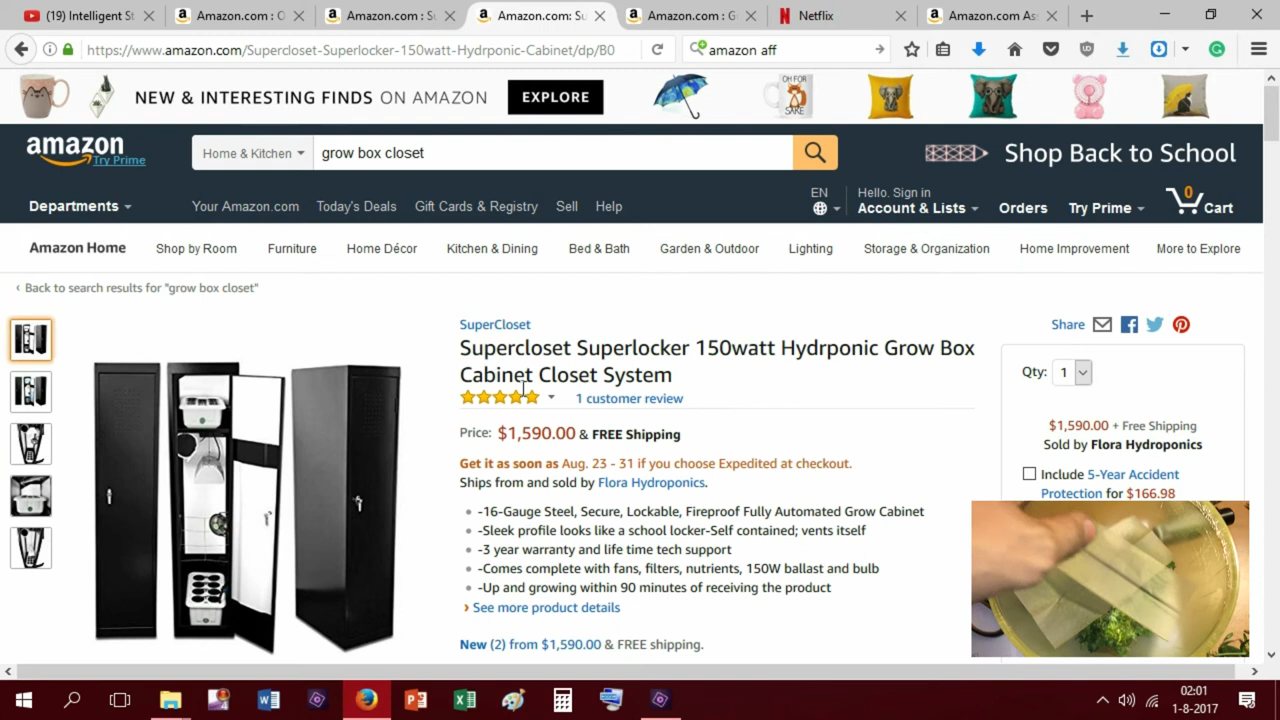 (19) Intelligent St
Amazon.com : O
Amazon.com : Su
Amazon.com: Su
Amazon.com : G
Netflix
Amazon.com Ass
https://www.amazon.com/Supercloset-Superlocker-150watt-Hydrponic-Cabinet/dp/B0
amazon aff
NEW & INTERESTING FINDS ON AMAZON
EXPLORE
OH FOR
SAKE
amazon
Try Prime
Home & Kitchen
grow box closet
Shop Back to School
Departments
Your Amazon.com
Today's Deals
Gift Cards & Registry
Sell
Help
EN
Hello. Sign in
Account & Lists
Orders
Try Prime
0
Cart
Amazon Home
Shop by Room
Furniture
Home Décor
Kitchen & Dining
Bed & Bath
Garden & Outdoor
Lighting
Storage & Organization
Home Improvement
More to Explore
‹ Back to search results for "grow box closet"
SuperCloset
Supercloset Superlocker 150watt Hydrponic Grow Box
Cabinet Closet System
1 customer review
Price: $1,590.00 & FREE Shipping
Get it as soon as Aug. 23 - 31 if you choose Expedited at checkout.
Ships from and sold by Flora Hydroponics.
-16-Gauge Steel, Secure, Lockable, Fireproof Fully Automated Grow Cabinet
-Sleek profile looks like a school locker-Self contained; vents itself
-3 year warranty and life time tech support
-Comes complete with fans, filters, nutrients, 150W ballast and bulb
-Up and growing within 90 minutes of receiving the product
› See more product details
New (2) from $1,590.00 & FREE shipping.
Share
Qty: 1
$1,590.00 + Free Shipping
Sold by Flora Hydroponics
Include 5-Year Accident
Protection for $166.98
02:01
1-8-2017